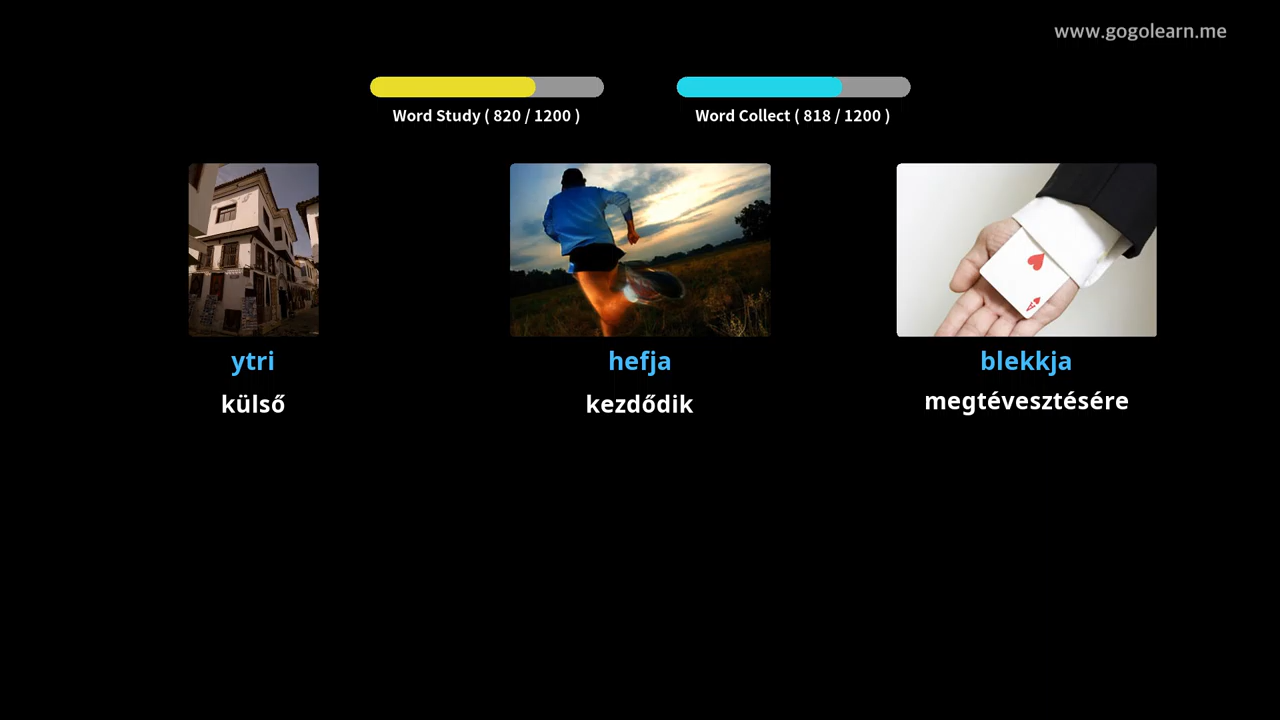 www.gogolearn.me
Word Study ( 820 / 1200 )
Word Collect ( 818 / 1200 )
ytri
hefja
blekkja
külső
kezdődik
megtévesztésére